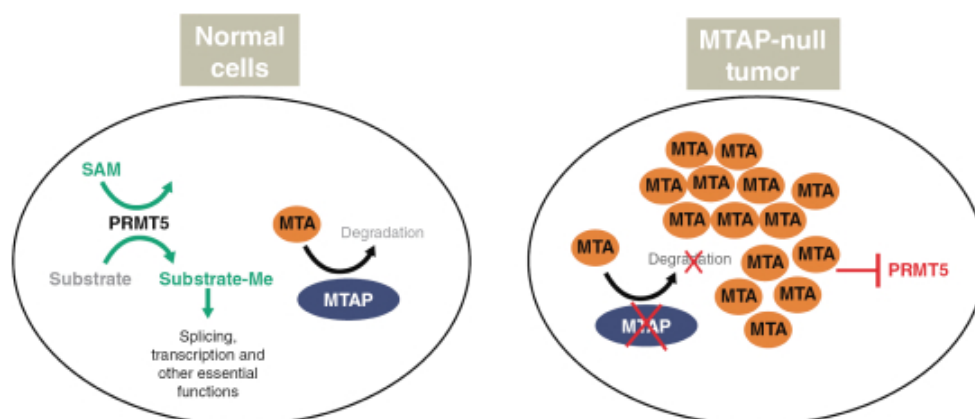 Normal
cells
MTAP-null
tumor
SAM
PRMT5
Substrate
Substrate-Me
Splicing,
transcription and
other essential
functions
MTA
Degradation
MTAP
MTA
Degradation
MTAP
MTA MTA
MTA MTA MTA MTA
MTA MTA MTA
MTA MTA
MTA MTA
MTA
PRMT5